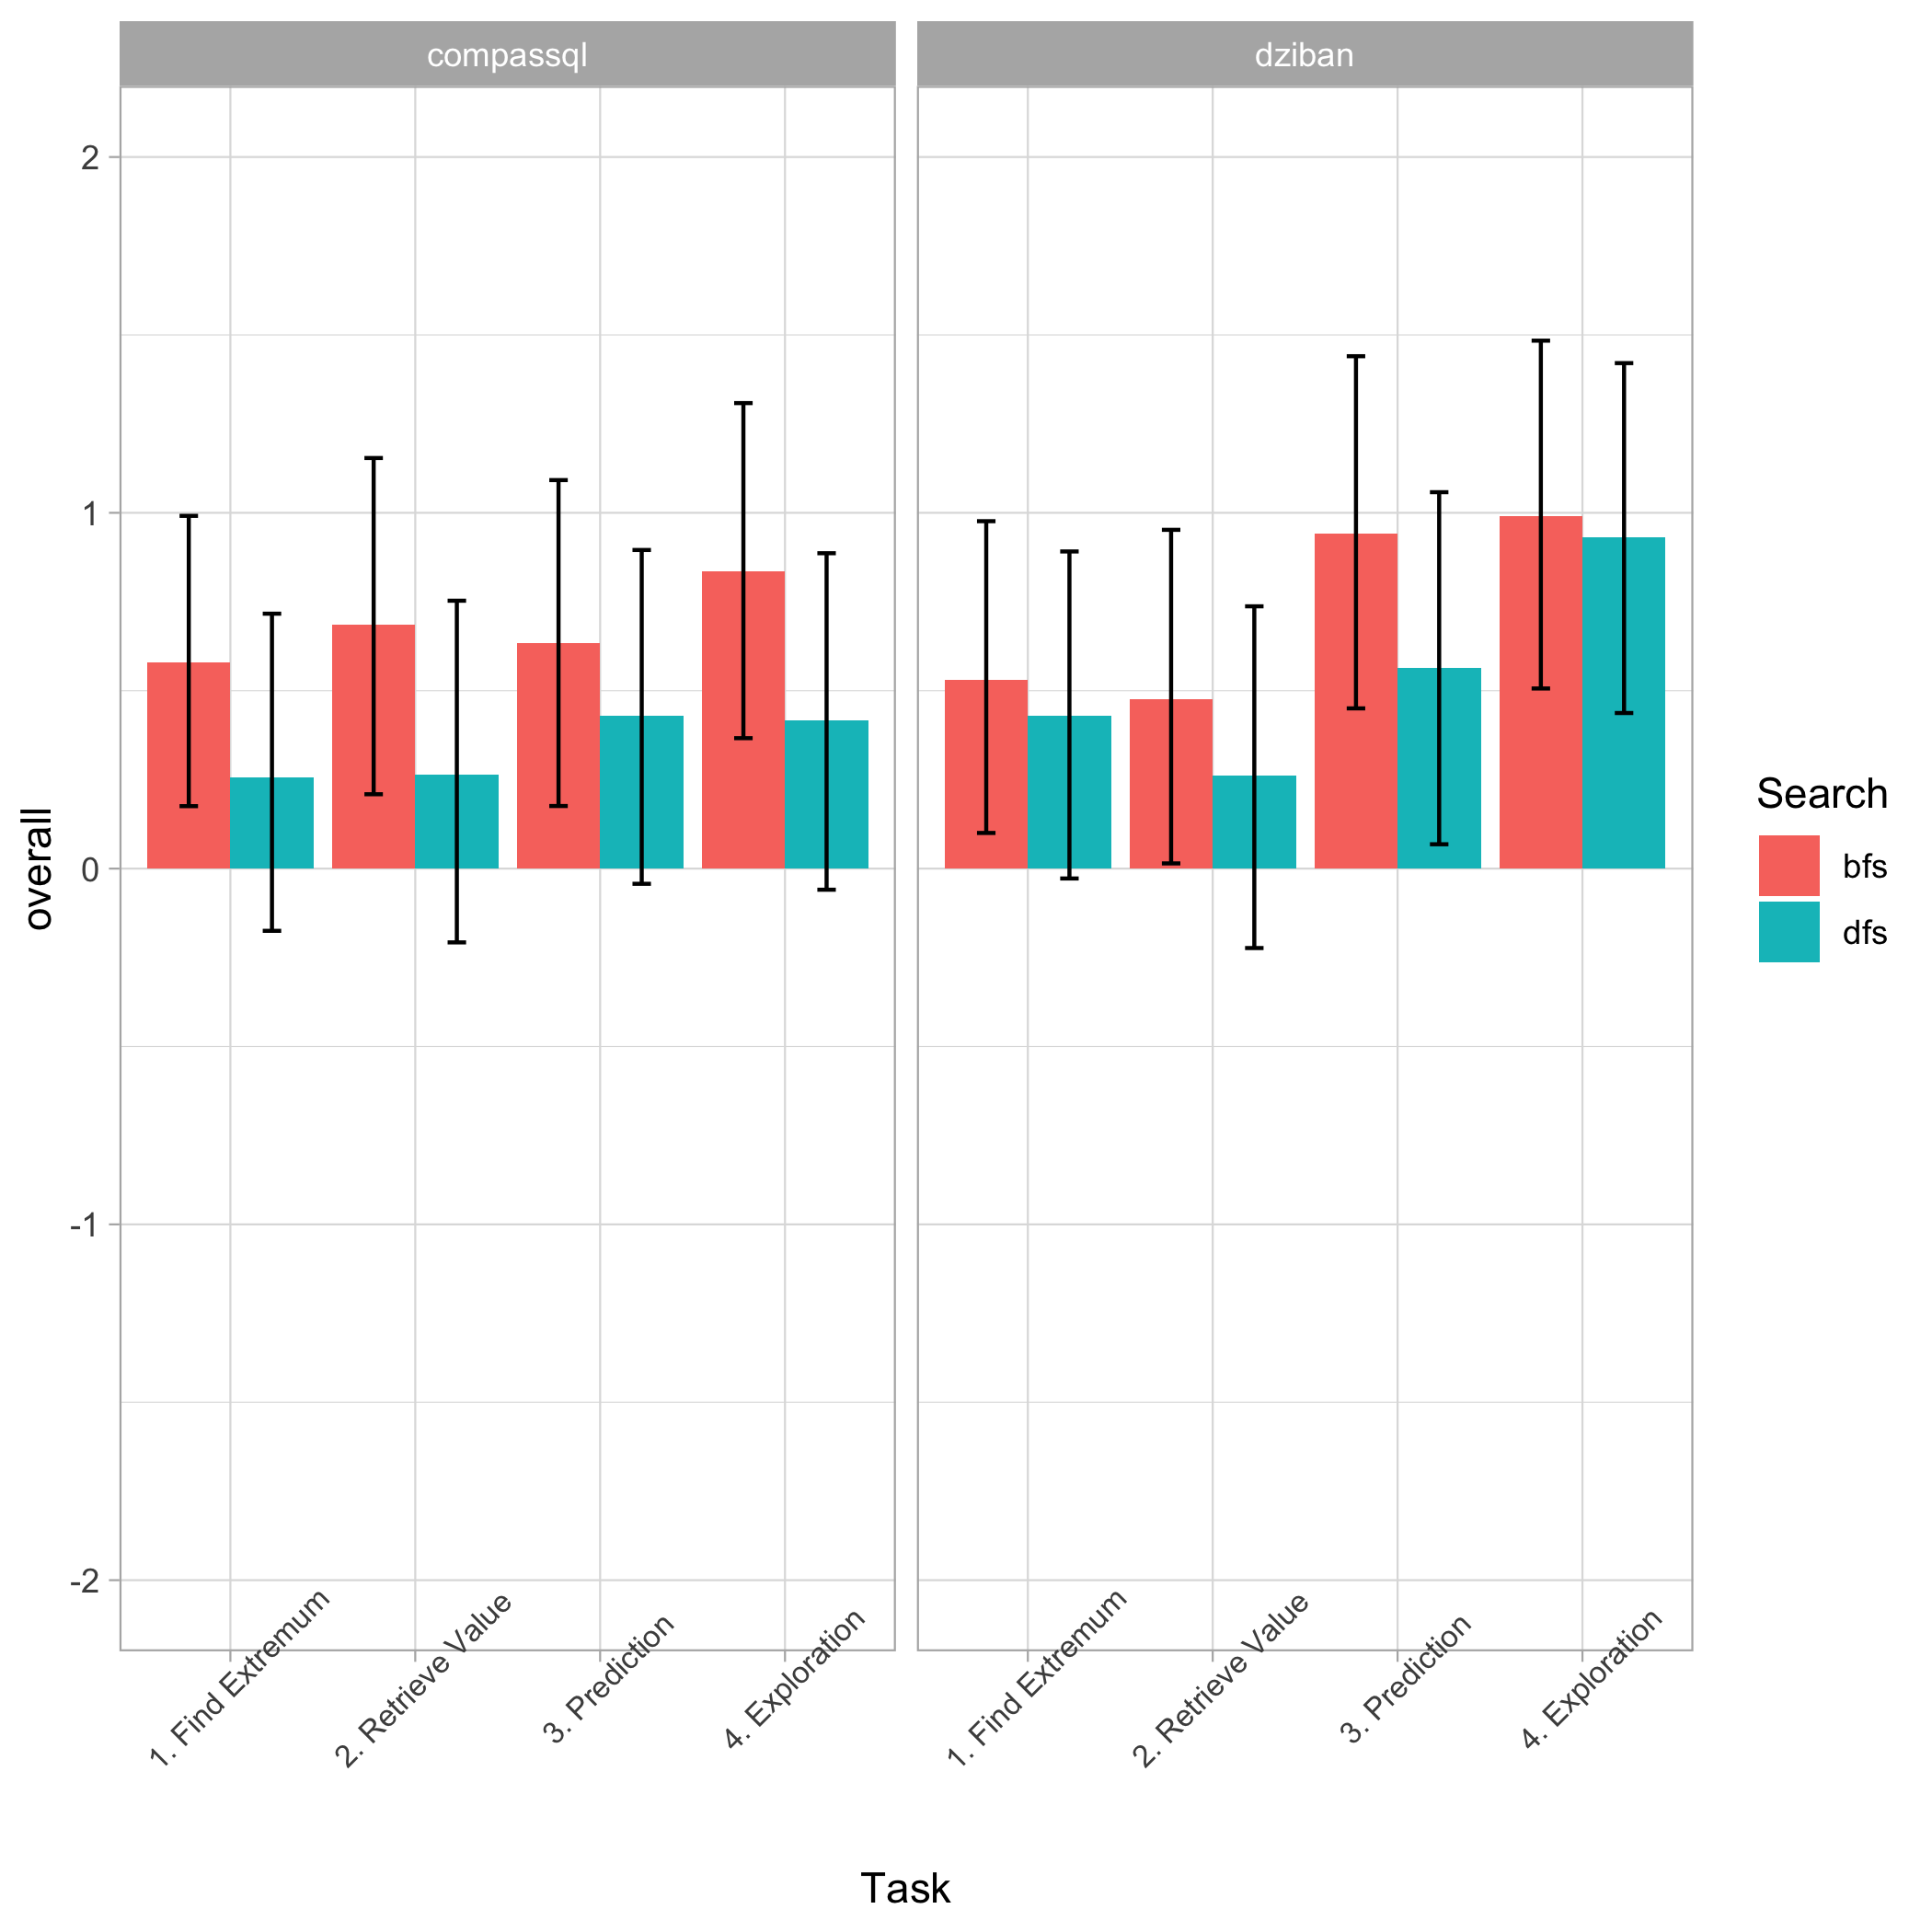 compassql
dziban
2
1
0
-1
-2
overall
1. Find Extremum
2. Retrieve Value
3. Prediction
4. Exploration
1. Find Extremum
2. Retrieve Value
3. Prediction
4. Exploration
Task
Search
bfs
dfs